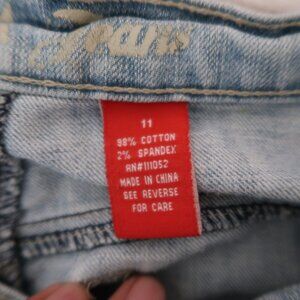 Jeans
11
98% COTTON
2% SPANDEX
RN#111052
MADE IN CHINA
SEE REVERSE
FOR CARE